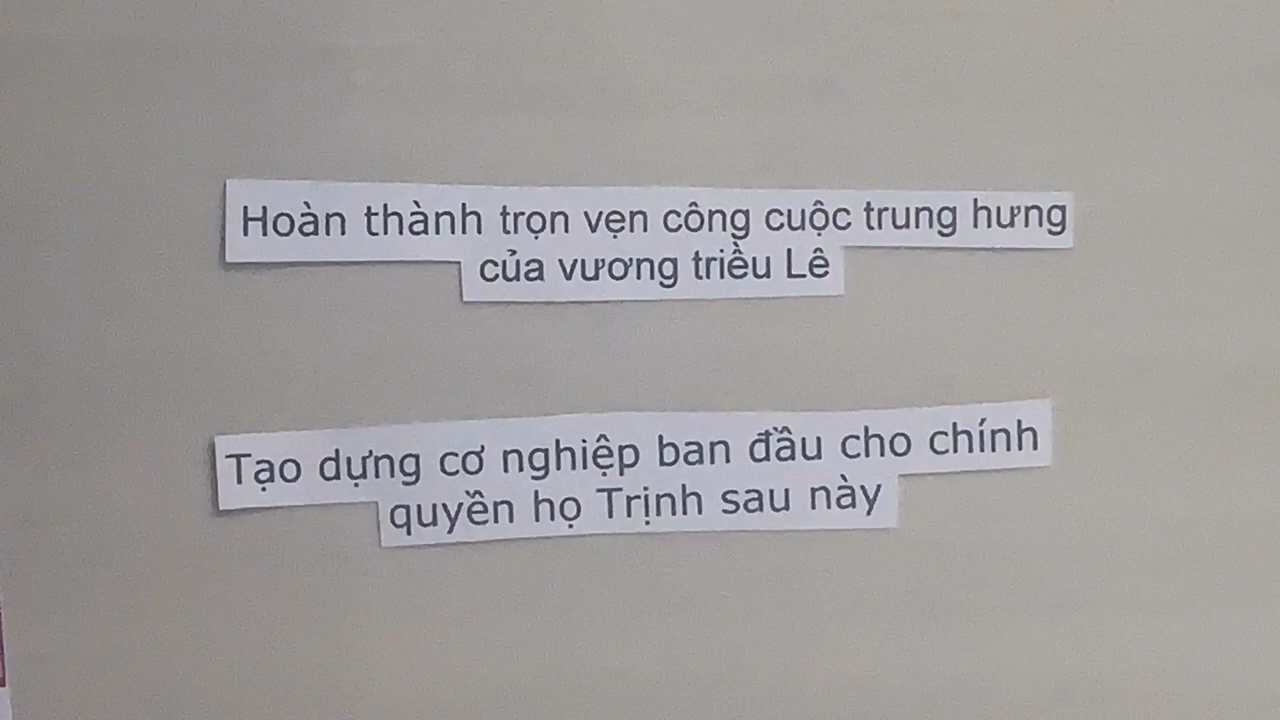 Hoàn thành trọn vẹn công cuộc trung hưng
của vương triều Lê
Tạo dựng cơ nghiệp ban đầu cho chính
quyền họ Trịnh sau này